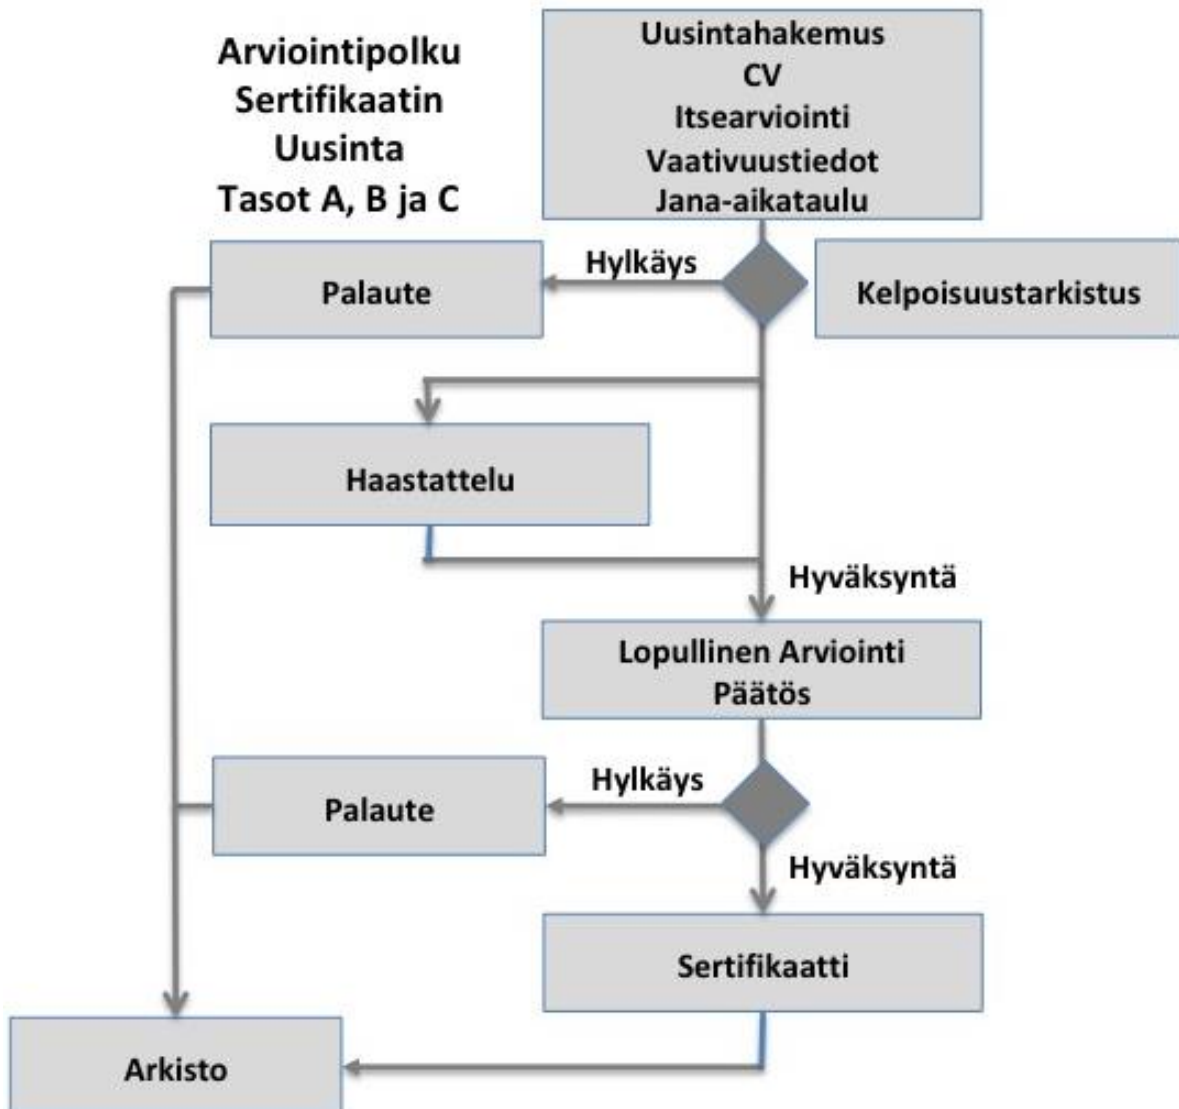 Arviointipolku
Sertifikaatin
Uusinta
Tasot A, B ja C
Uusintahakemus
CV
Itsearviointi
Vaativuustiedot
Jana-aikataulu
Hylkäys
Palaute
Kelpoisuustarkistus
Haastattelu
Hyväksyntä
Lopullinen Arviointi
Päätös
Hylkäys
Palaute
Hyväksyntä
Sertifikaatti
Arkisto